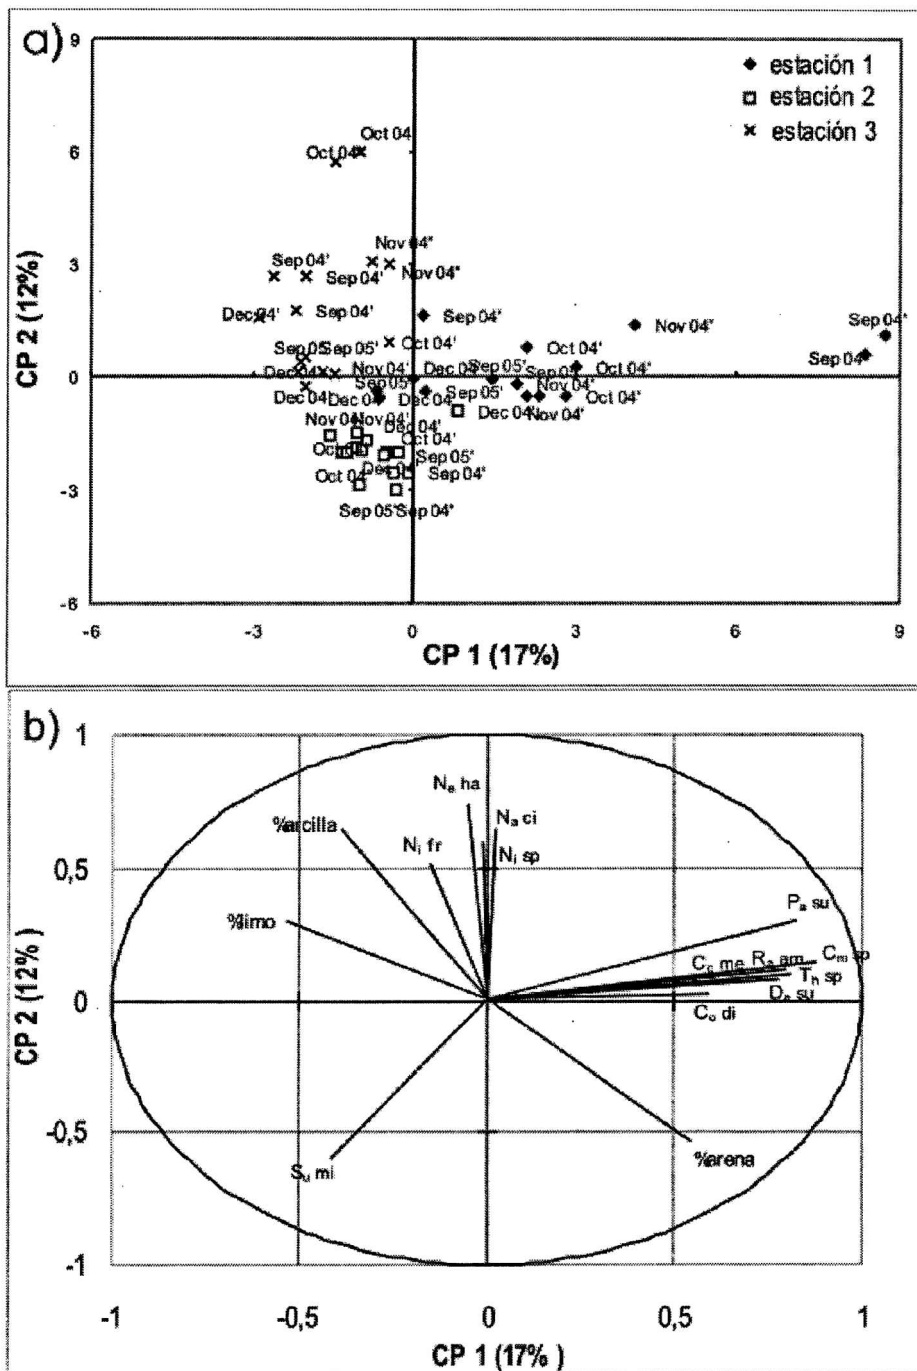 a)
9
estación 1
estación 2
estación 3
6
Oct 04
Oct 04'
3
Nov 04"
Sep 04'
Sep 04'
Nov 04"
Dec 04'
Sep 04'
Sep 04'
Nov 04"
Sep 04"
Oct 04'
Oct 04'
Sep 04
Sep 05
Sep 05'
Sep 05'
Dec 04
Nov 04'
Dec 04
Sep 05'
Oct 04'
0
Sep 05'
Sep 05'
Nov 04'
Dec 04
Dec 04
Dec 04
Dec 04'
Nov 04'
Oct 04'
Nov 04
Nov 04'
Dec 04'
Oct 04'
Sep 05'
Oct 04'
Dec 04
Sep 04"
-3
Sep 05"
Sep 04"
-6
-6
-3
0
3
6
9
CP 2 (12%)
CP 1 (17%)
b)
1
Ne ha
%arcilla
Na ci
Ni fr
Ni sp
0,5
Pa su
%limo
Cm sp
Cc me
Ra am
Th sp
0
De su
Co di
-0,5
Su mi
%arena
-1
-1
-0,5
0
0,5
1
CP 2 (12%)
CP 1 (17% )